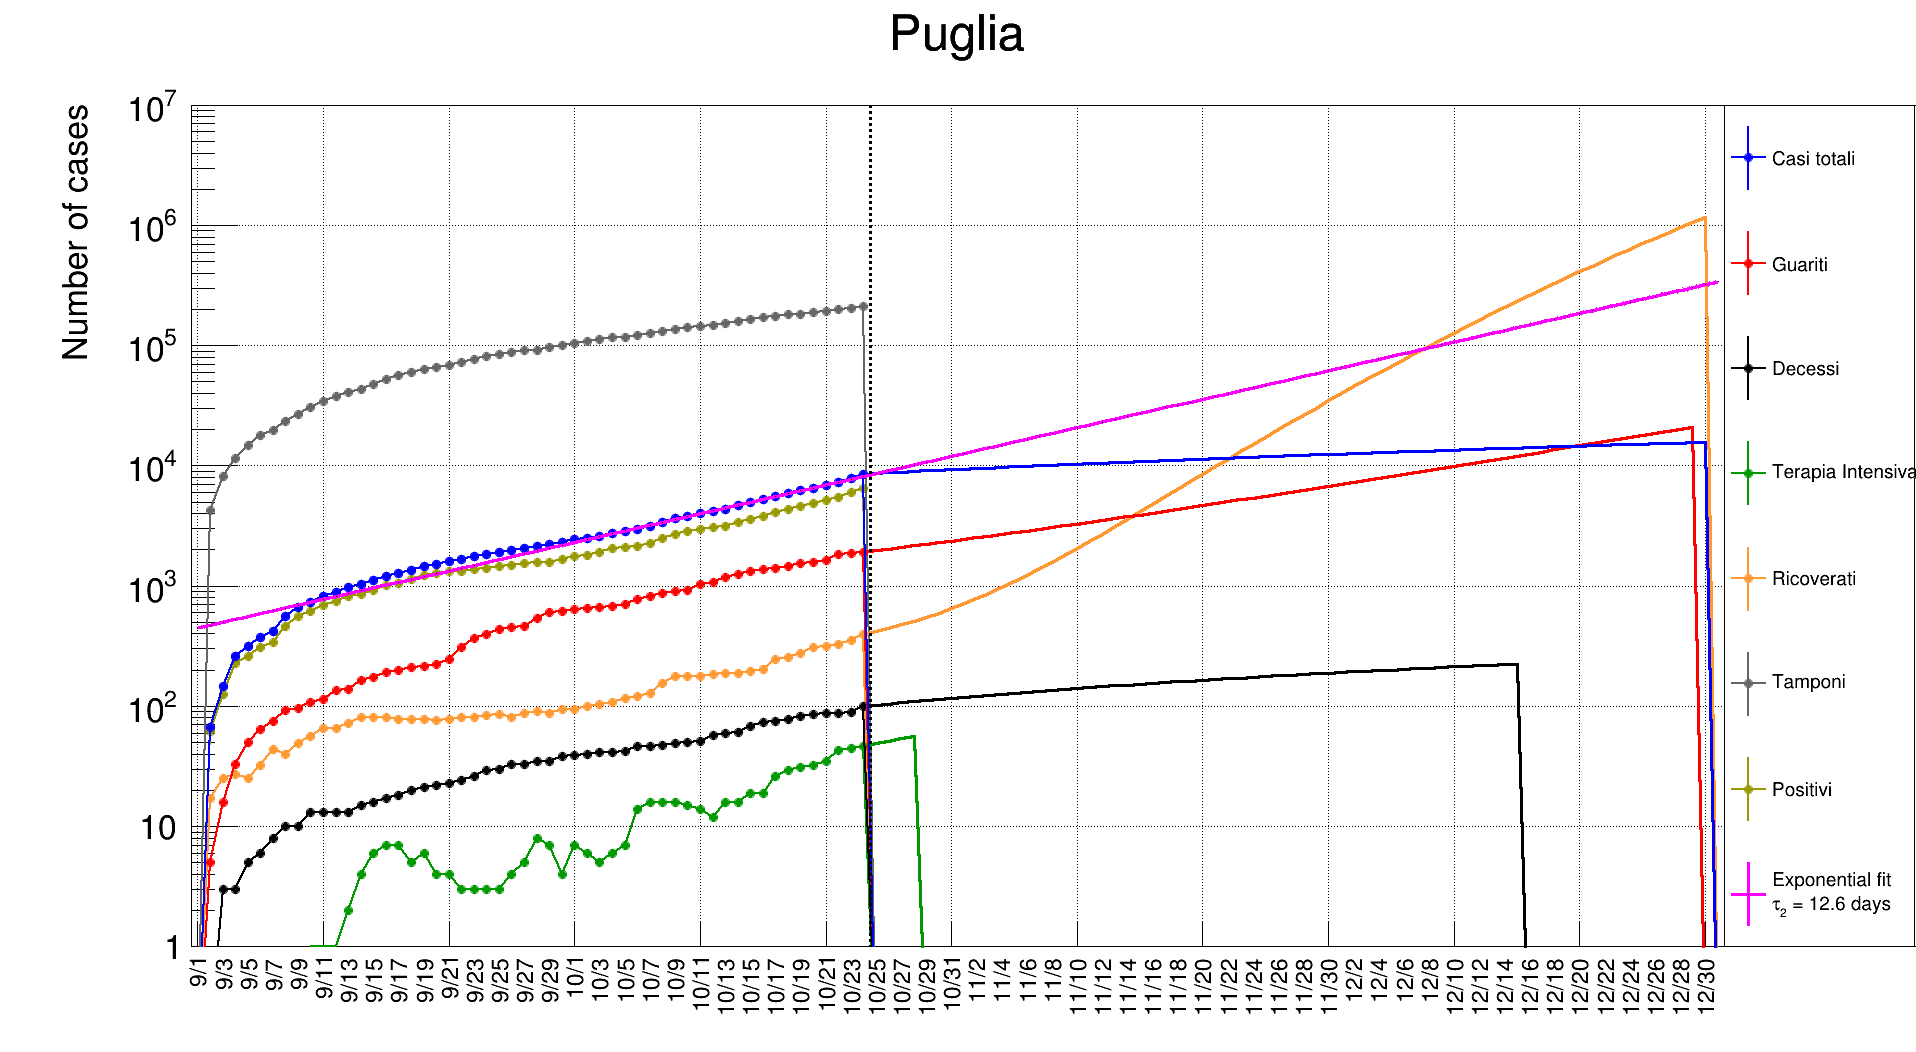 Puglia
Number of cases
10^7
10^6
10^5
10^4
10^3
10^2
10
1
9/1 9/3 9/5 9/7 9/9 9/11 9/13 9/15 9/17 9/19 9/21 9/23 9/25 9/27 9/29 10/1 10/3 10/5 10/7 10/9 10/11 10/13 10/15 10/17 10/19 10/21 10/23 10/25 10/27 10/29 10/31 11/2 11/4 11/6 11/8 11/10 11/12 11/14 11/16 11/18 11/20 11/22 11/24 11/26 11/28 11/30 12/2 12/4 12/6 12/8 12/10 12/12 12/14 12/16 12/18 12/20 12/22 12/24 12/26 12/28 12/30
Casi totali
Guariti
Decessi
Terapia Intensiva
Ricoverati
Tamponi
Positivi
Exponential fit
τ₂ = 12.6 days